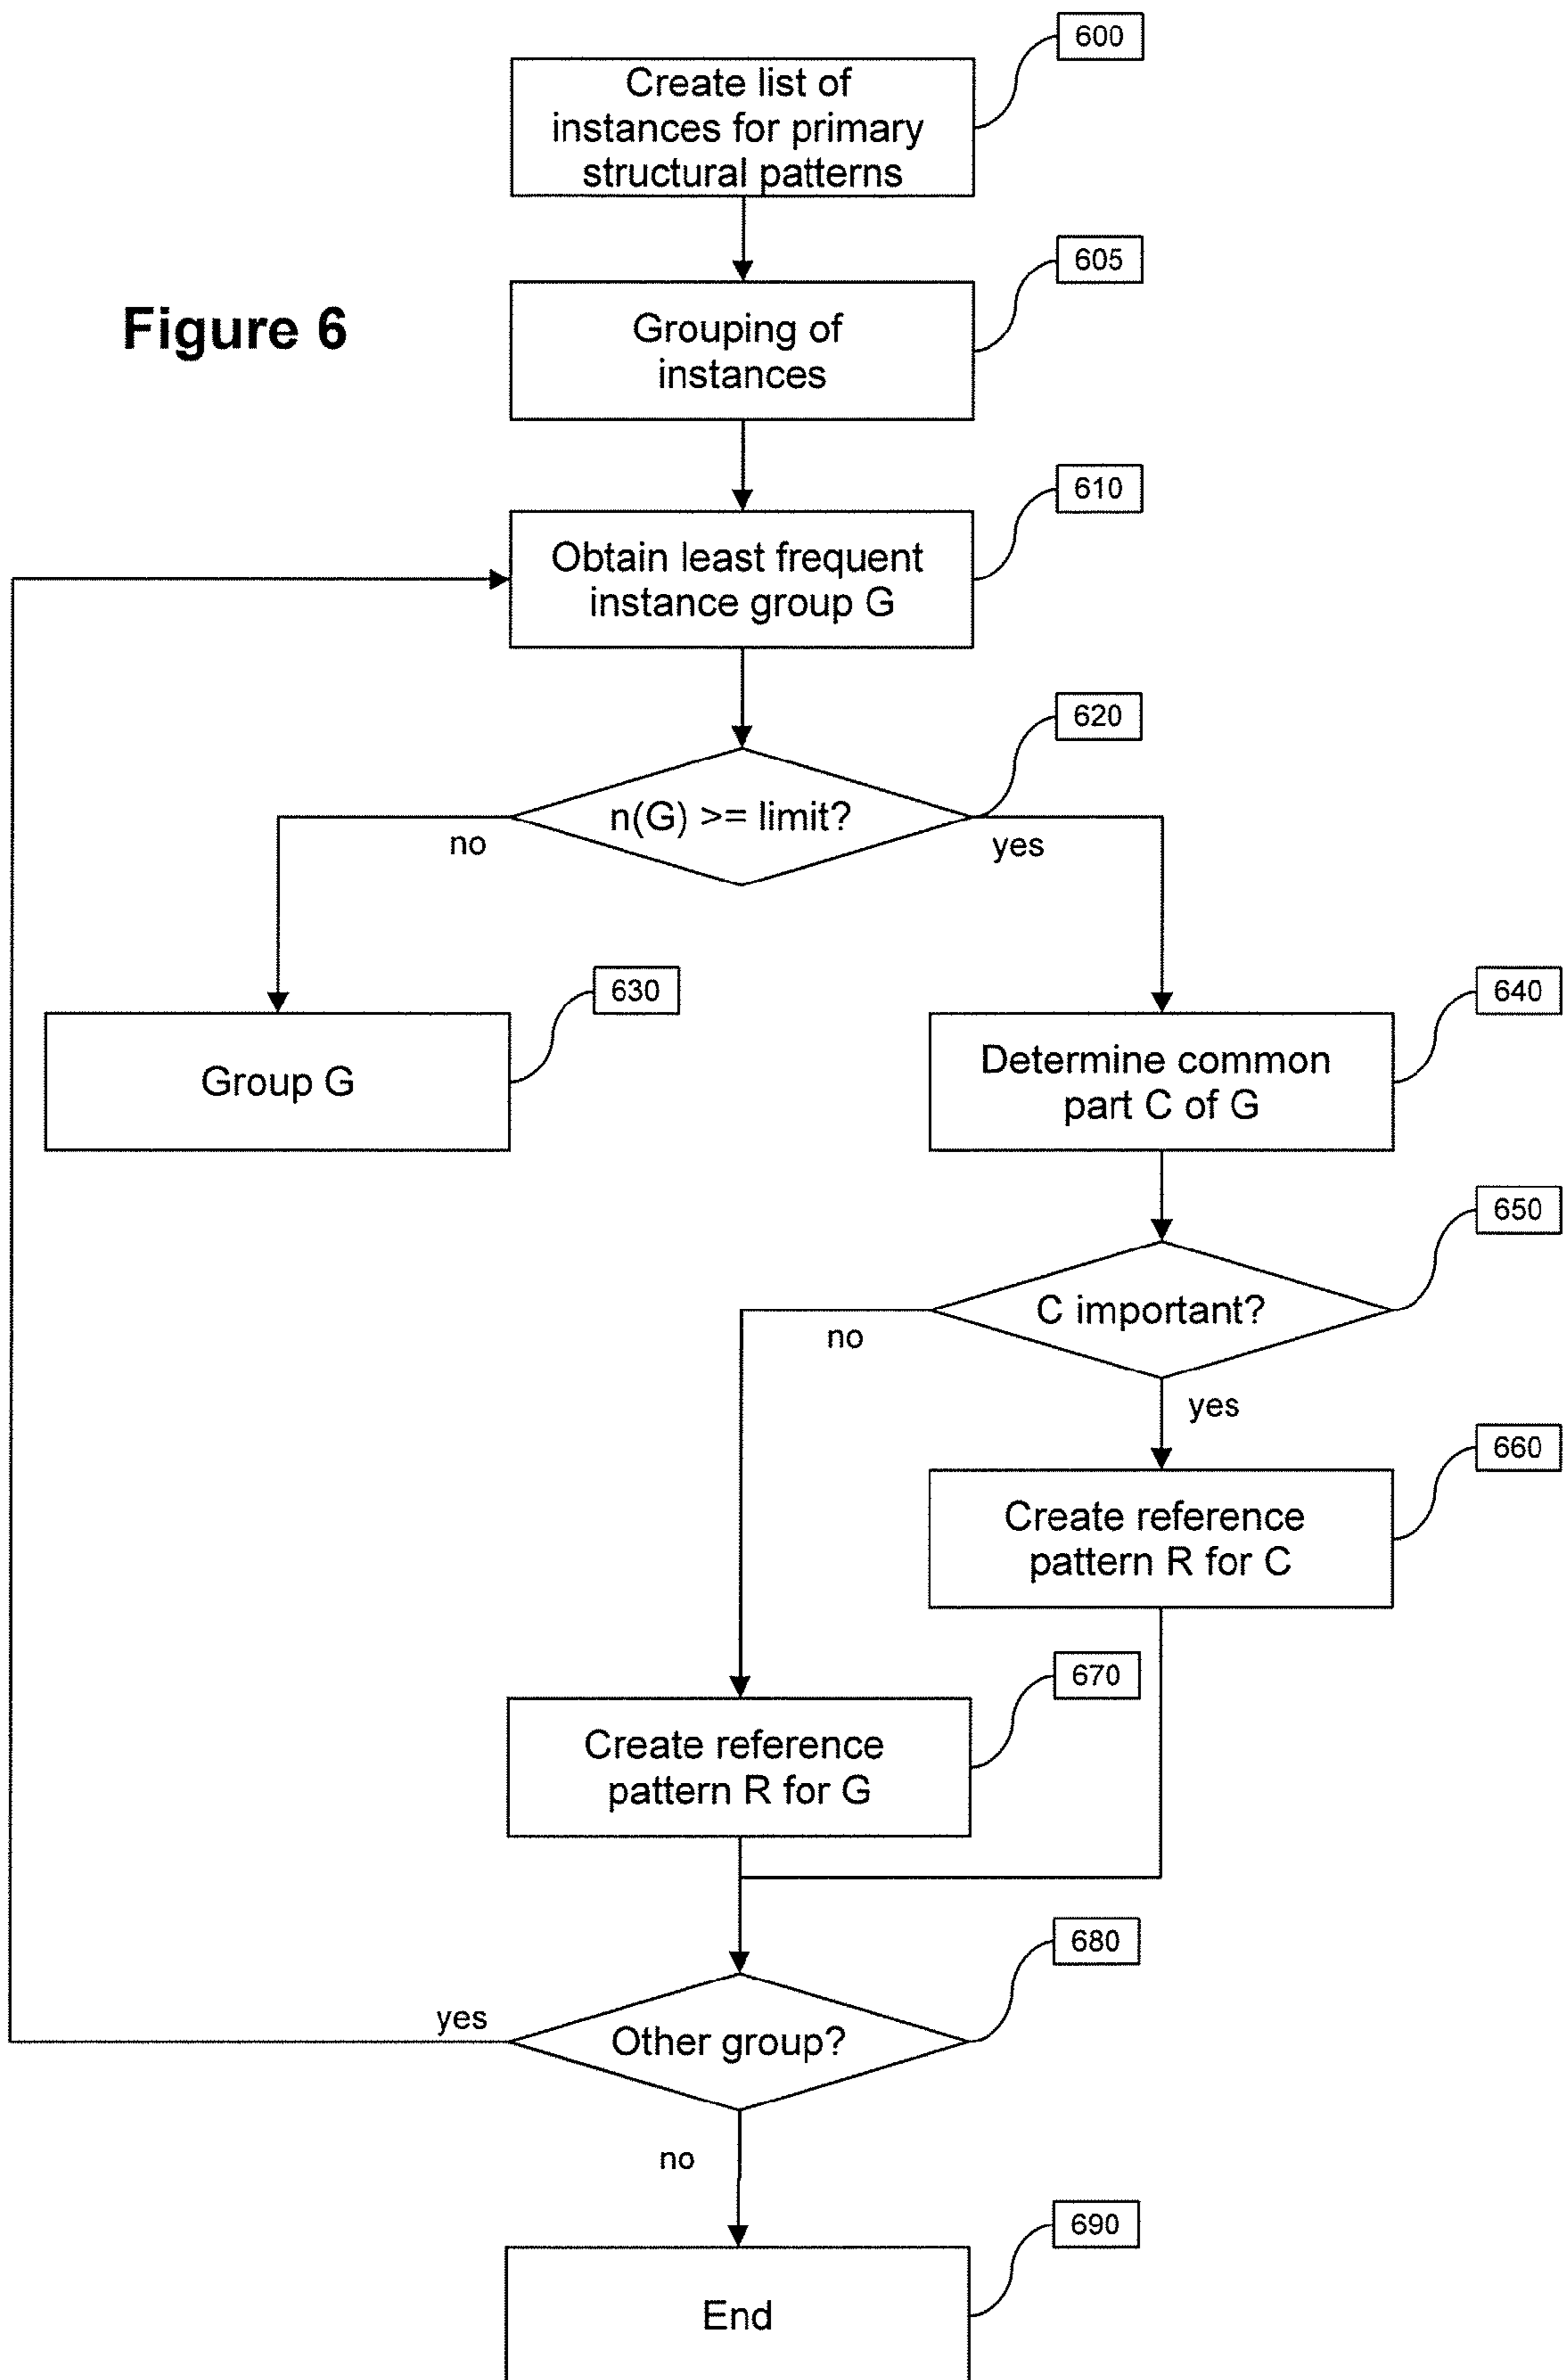 600
Create list of
instances for primary
structural patterns
605
Figure 6
Grouping of
instances
610
Obtain least frequent
instance group G
620
n(G) >= limit?
no
yes
630
640
Group G
Determine common
part C of G
650
C important?
no
yes
660
Create reference
pattern R for C
670
Create reference
pattern R for G
680
yes
Other group?
no
690
End